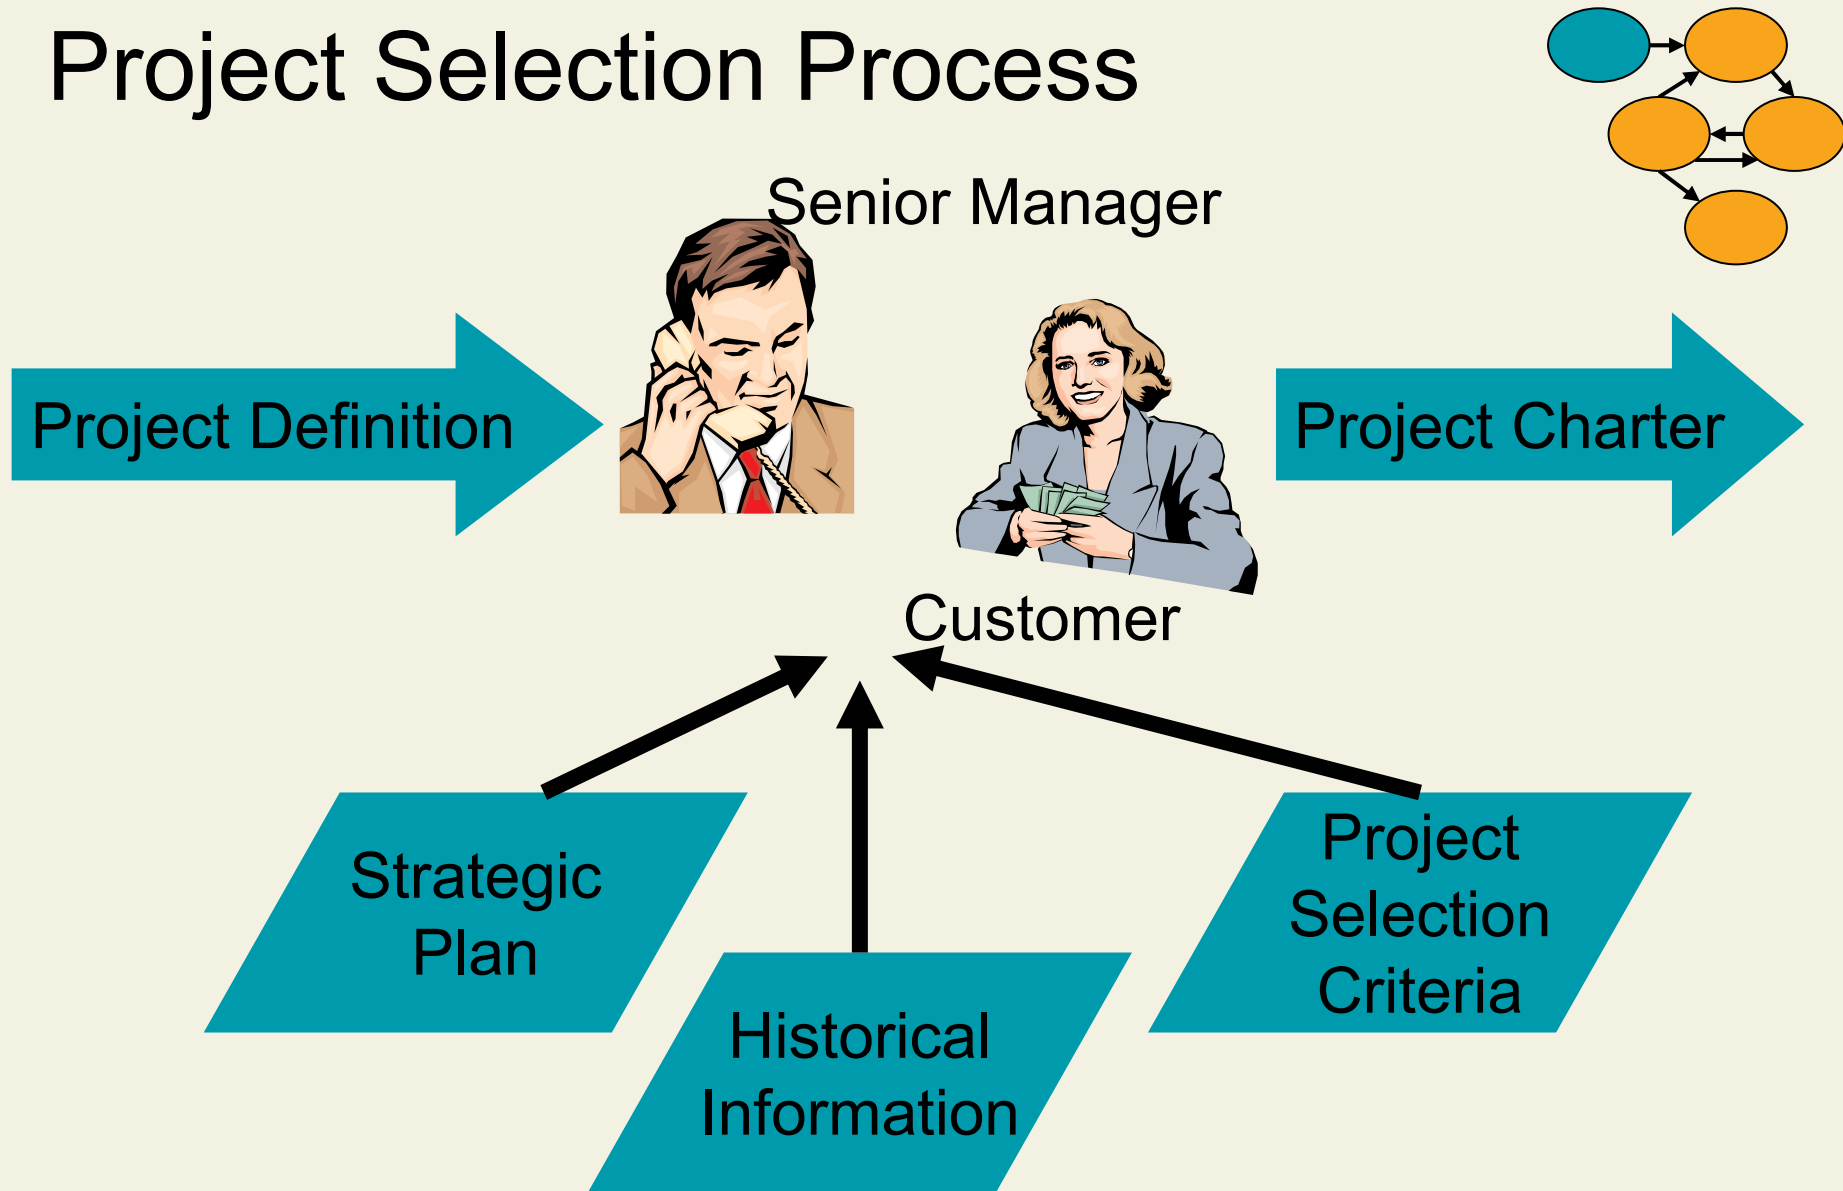 Project Selection Process
Senior Manager
Project Definition
Project Charter
Customer
Strategic
Plan
Historical
Information
Project
Selection
Criteria